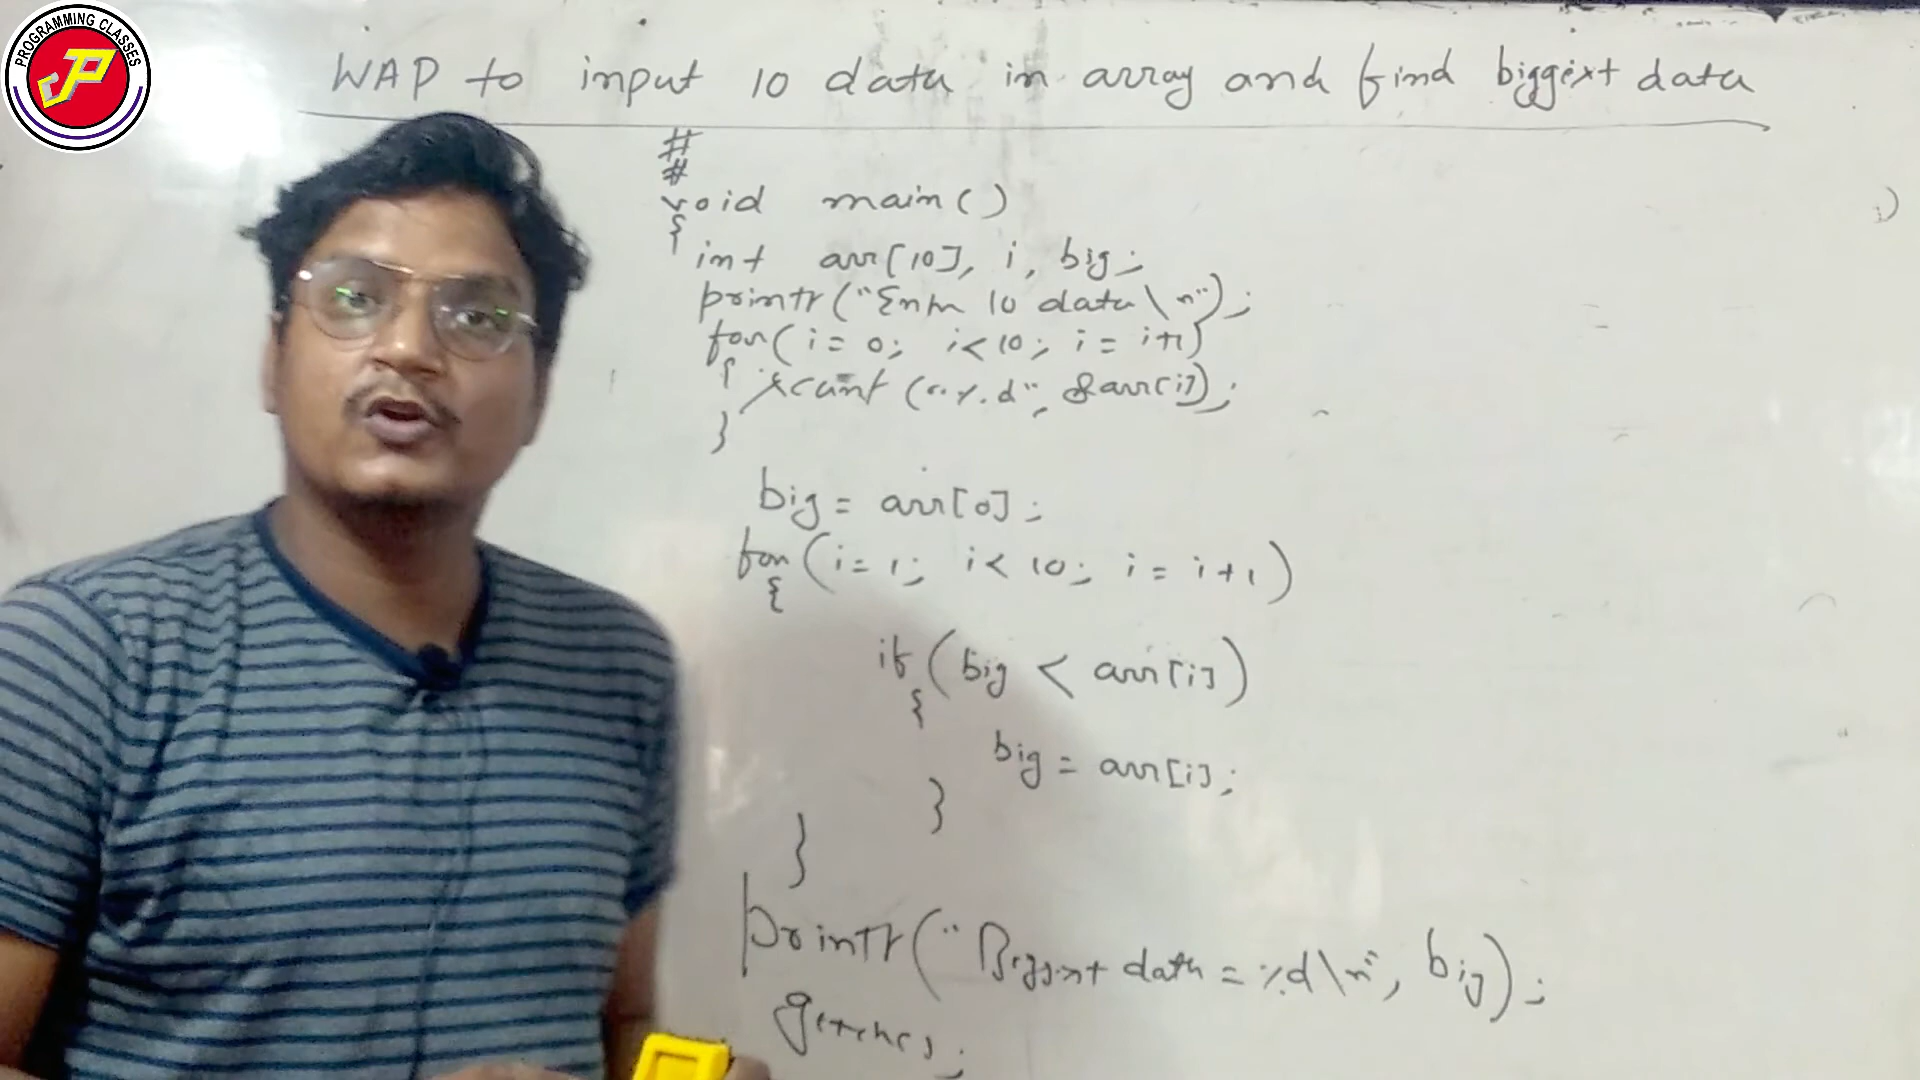 PROGRAMMING CLASSES
JP
WAP to input 10 data in array and find biggest data
#
#
void main()
{
int arr[10], i, big;
printf("Enter 10 data\n");
for(i=0; i<10; i=i+1)
{ scanf("%d", &arr[i]);
}
big = arr[0];
for(i=1; i<10; i=i+1)
{
if(big < arr[i])
{
big = arr[i];
}
}
printf("Biggest data = %d\n", big);
getch();